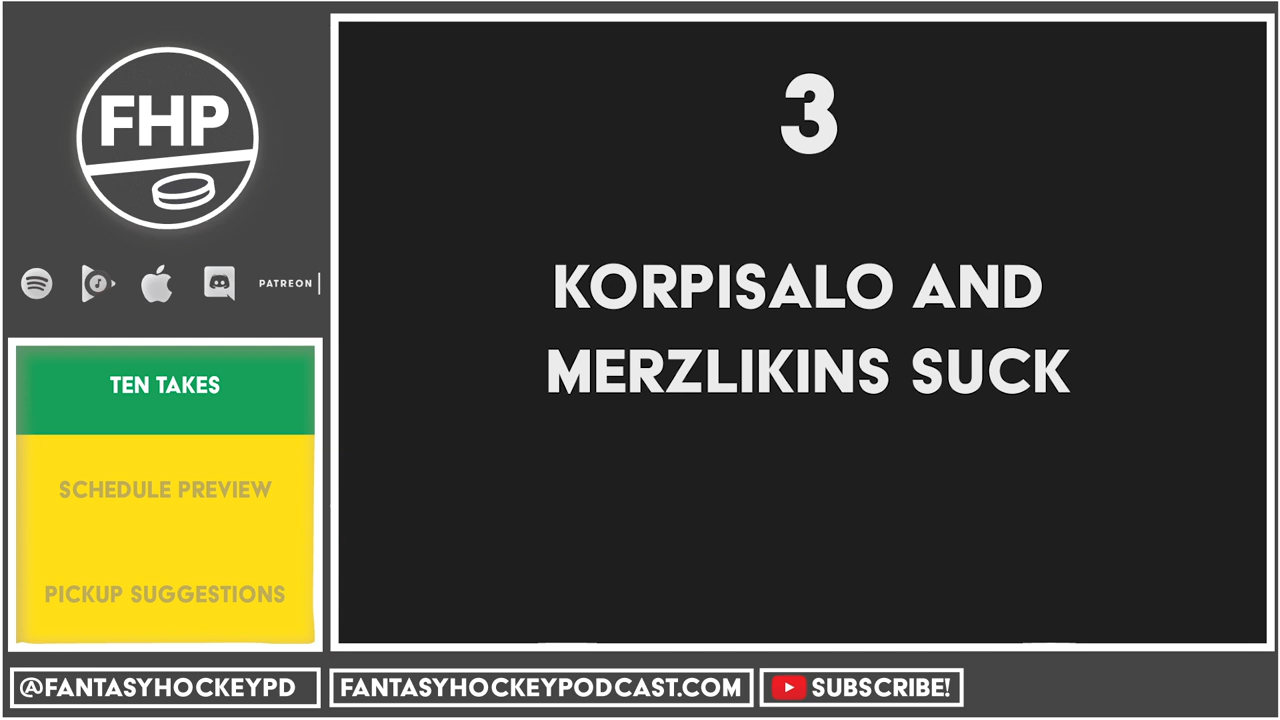 FHP
PATREON
TEN TAKES
SCHEDULE PREVIEW
PICKUP SUGGESTIONS
3
KORPISALO AND
MERZLIKINS SUCK
@FANTASYHOCKEYPD
FANTASYHOCKEYPODCAST.COM
SUBSCRIBE!